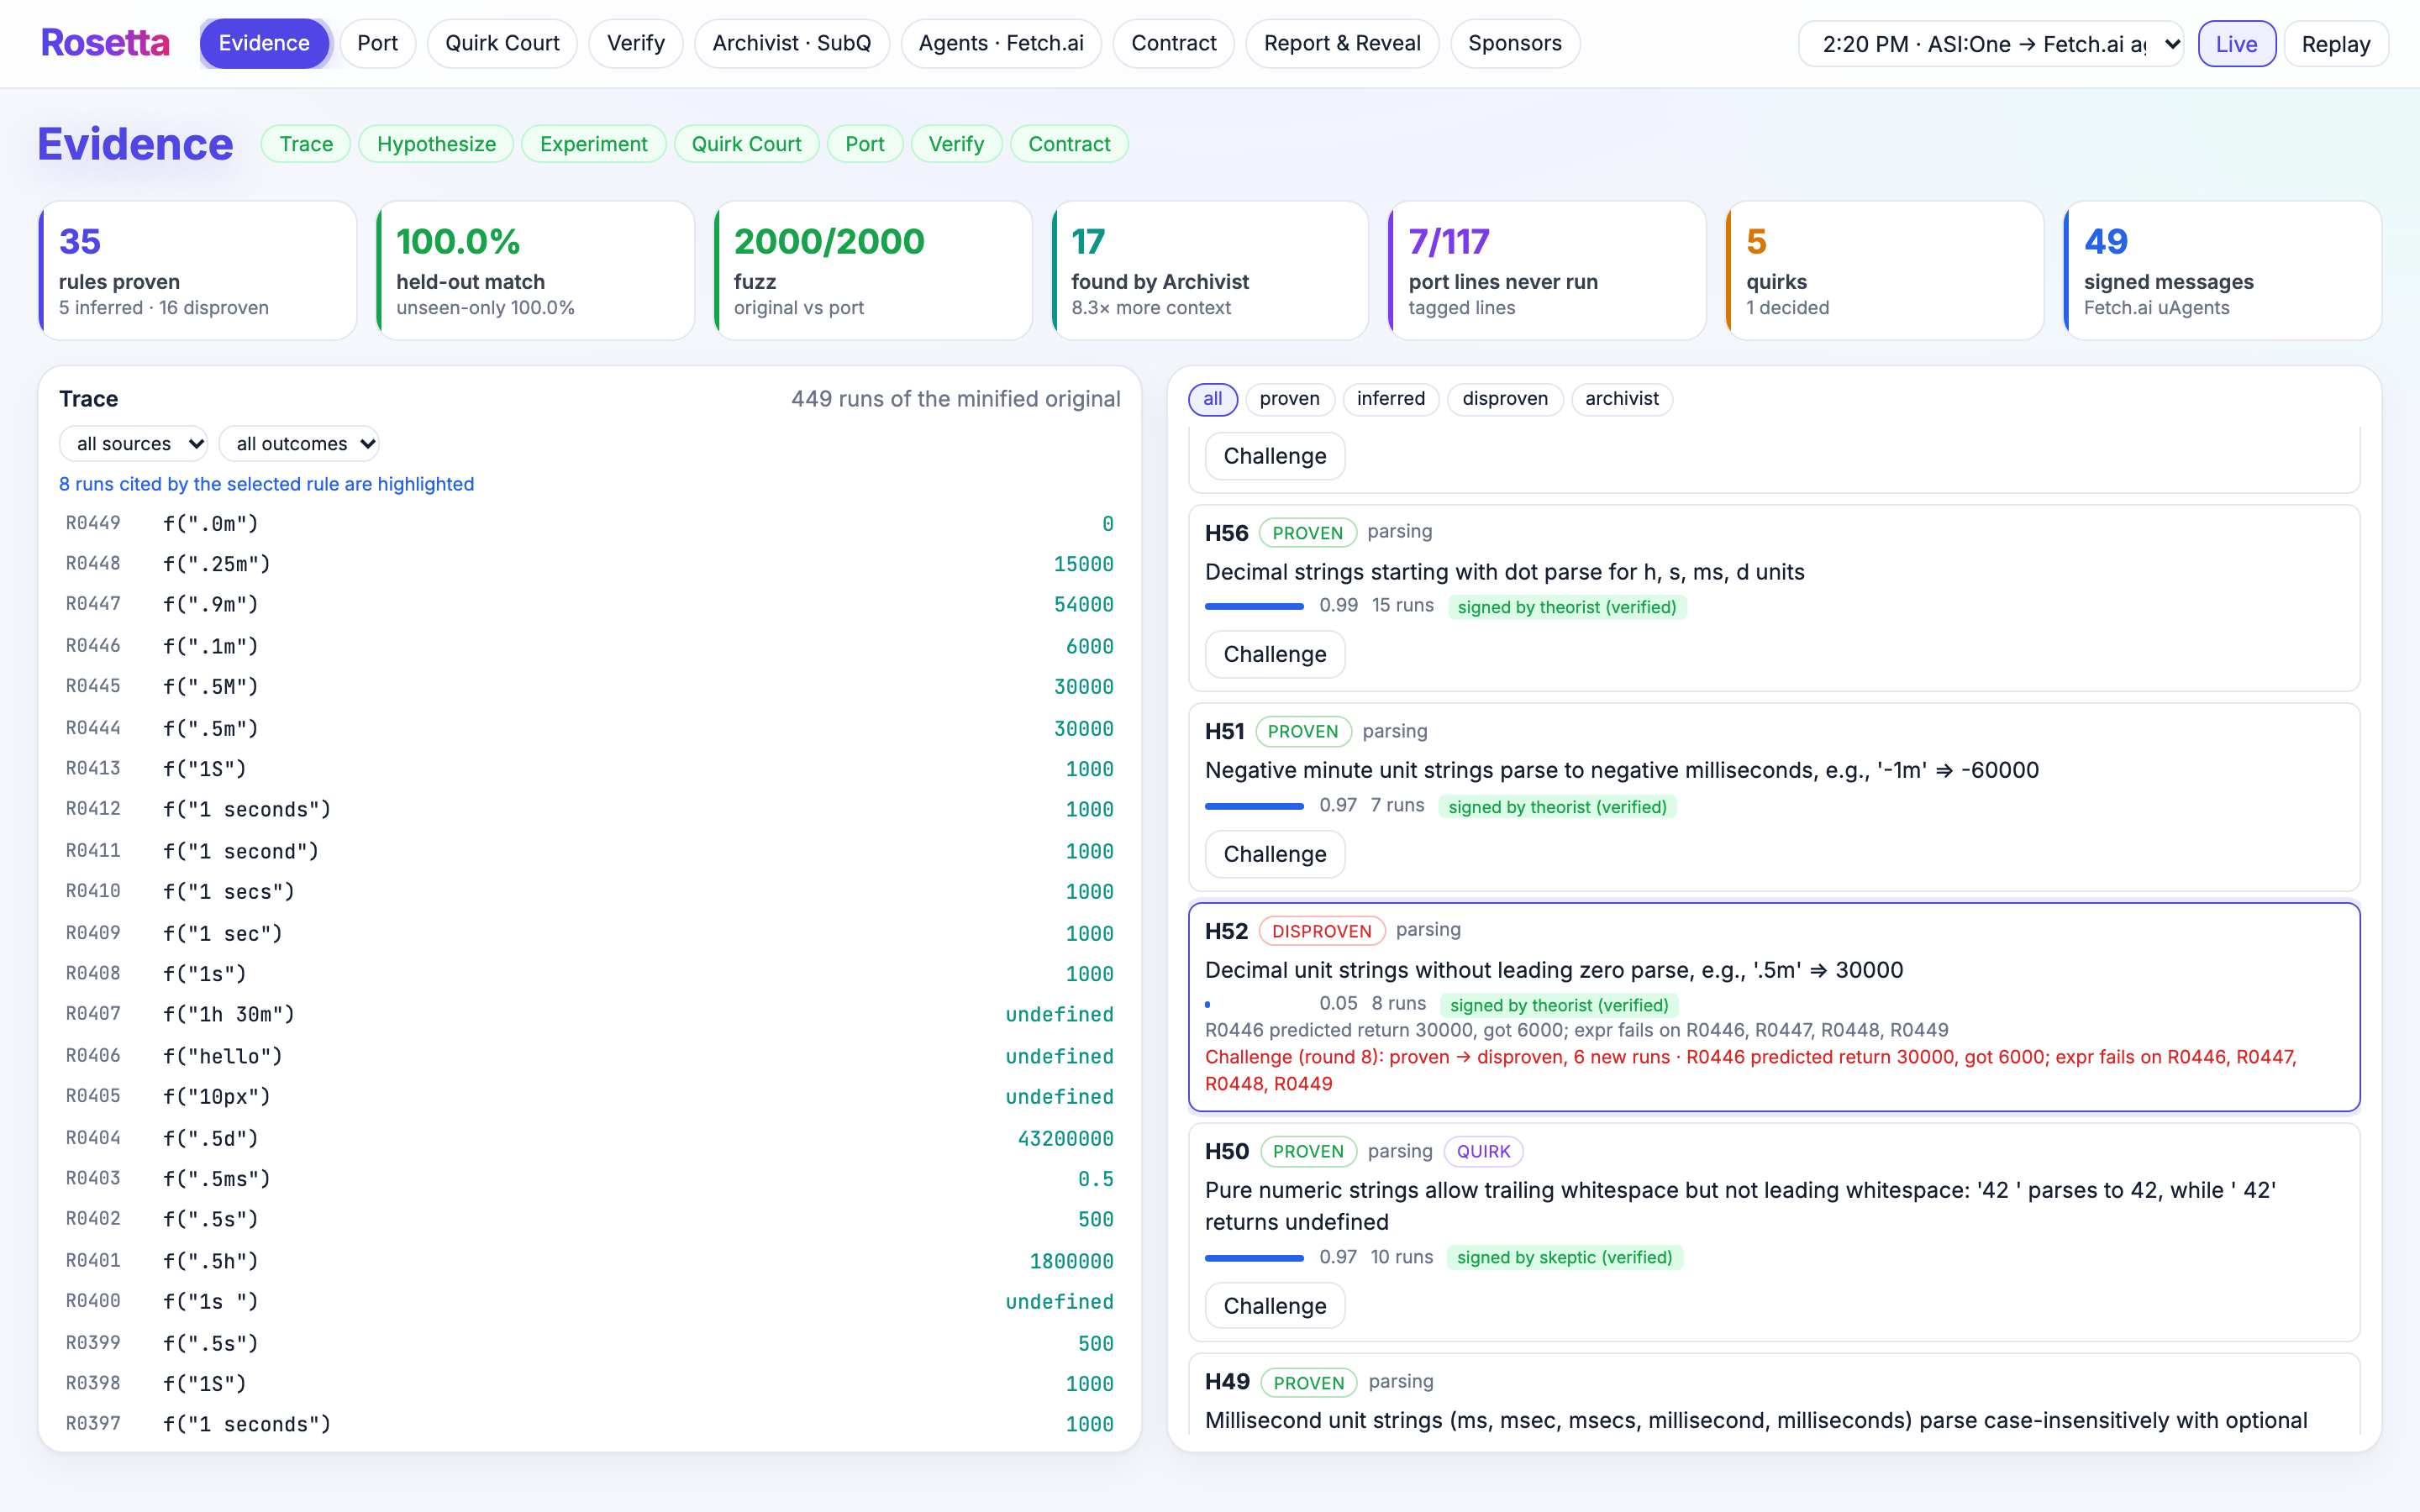 Rosetta
Evidence
Port
Quirk Court
Verify
Archivist · SubQ
Agents · Fetch.ai
Contract
Report & Reveal
Sponsors
2:20 PM · ASI:One → Fetch.ai
Live
Replay
Evidence
Trace
Hypothesize
Experiment
Quirk Court
Port
Verify
Contract
35
rules proven
5 inferred · 16 disproven
100.0%
held-out match
unseen-only 100.0%
2000/2000
fuzz
original vs port
17
found by Archivist
8.3× more context
7/117
port lines never run
tagged lines
5
quirks
1 decided
49
signed messages
Fetch.ai uAgents
Trace
449 runs of the minified original
all sources
all outcomes
8 runs cited by the selected rule are highlighted
R0449 f(".0m") 0
R0448 f(".25m") 15000
R0447 f(".9m") 54000
R0446 f(".1m") 6000
R0445 f(".5M") 30000
R0444 f(".5m") 30000
R0413 f("1S") 1000
R0412 f("1 seconds") 1000
R0411 f("1 second") 1000
R0410 f("1 secs") 1000
R0409 f("1 sec") 1000
R0408 f("1s") 1000
R0407 f("1h 30m") undefined
R0406 f("hello") undefined
R0405 f("10px") undefined
R0404 f(".5d") 43200000
R0403 f(".5ms") 0.5
R0402 f(".5s") 500
R0401 f(".5h") 1800000
R0400 f("1s ") undefined
R0399 f(".5s") 500
R0398 f("1S") 1000
R0397 f("1 seconds") 1000
all
proven
inferred
disproven
archivist
Challenge
H56 PROVEN parsing
Decimal strings starting with dot parse for h, s, ms, d units
0.99 15 runs signed by theorist (verified)
Challenge
H51 PROVEN parsing
Negative minute unit strings parse to negative milliseconds, e.g., '-1m' => -60000
0.97 7 runs signed by theorist (verified)
Challenge
H52 DISPROVEN parsing
Decimal unit strings without leading zero parse, e.g., '.5m' => 30000
0.05 8 runs signed by theorist (verified)
R0446 predicted return 30000, got 6000; expr fails on R0446, R0447, R0448, R0449
Challenge (round 8): proven → disproven, 6 new runs · R0446 predicted return 30000, got 6000; expr fails on R0446, R0447,
R0448, R0449
H50 PROVEN parsing QUIRK
Pure numeric strings allow trailing whitespace but not leading whitespace: '42 ' parses to 42, while ' 42'
returns undefined
0.97 10 runs signed by skeptic (verified)
Challenge
H49 PROVEN parsing
Millisecond unit strings (ms, msec, msecs, millisecond, milliseconds) parse case-insensitively with optional